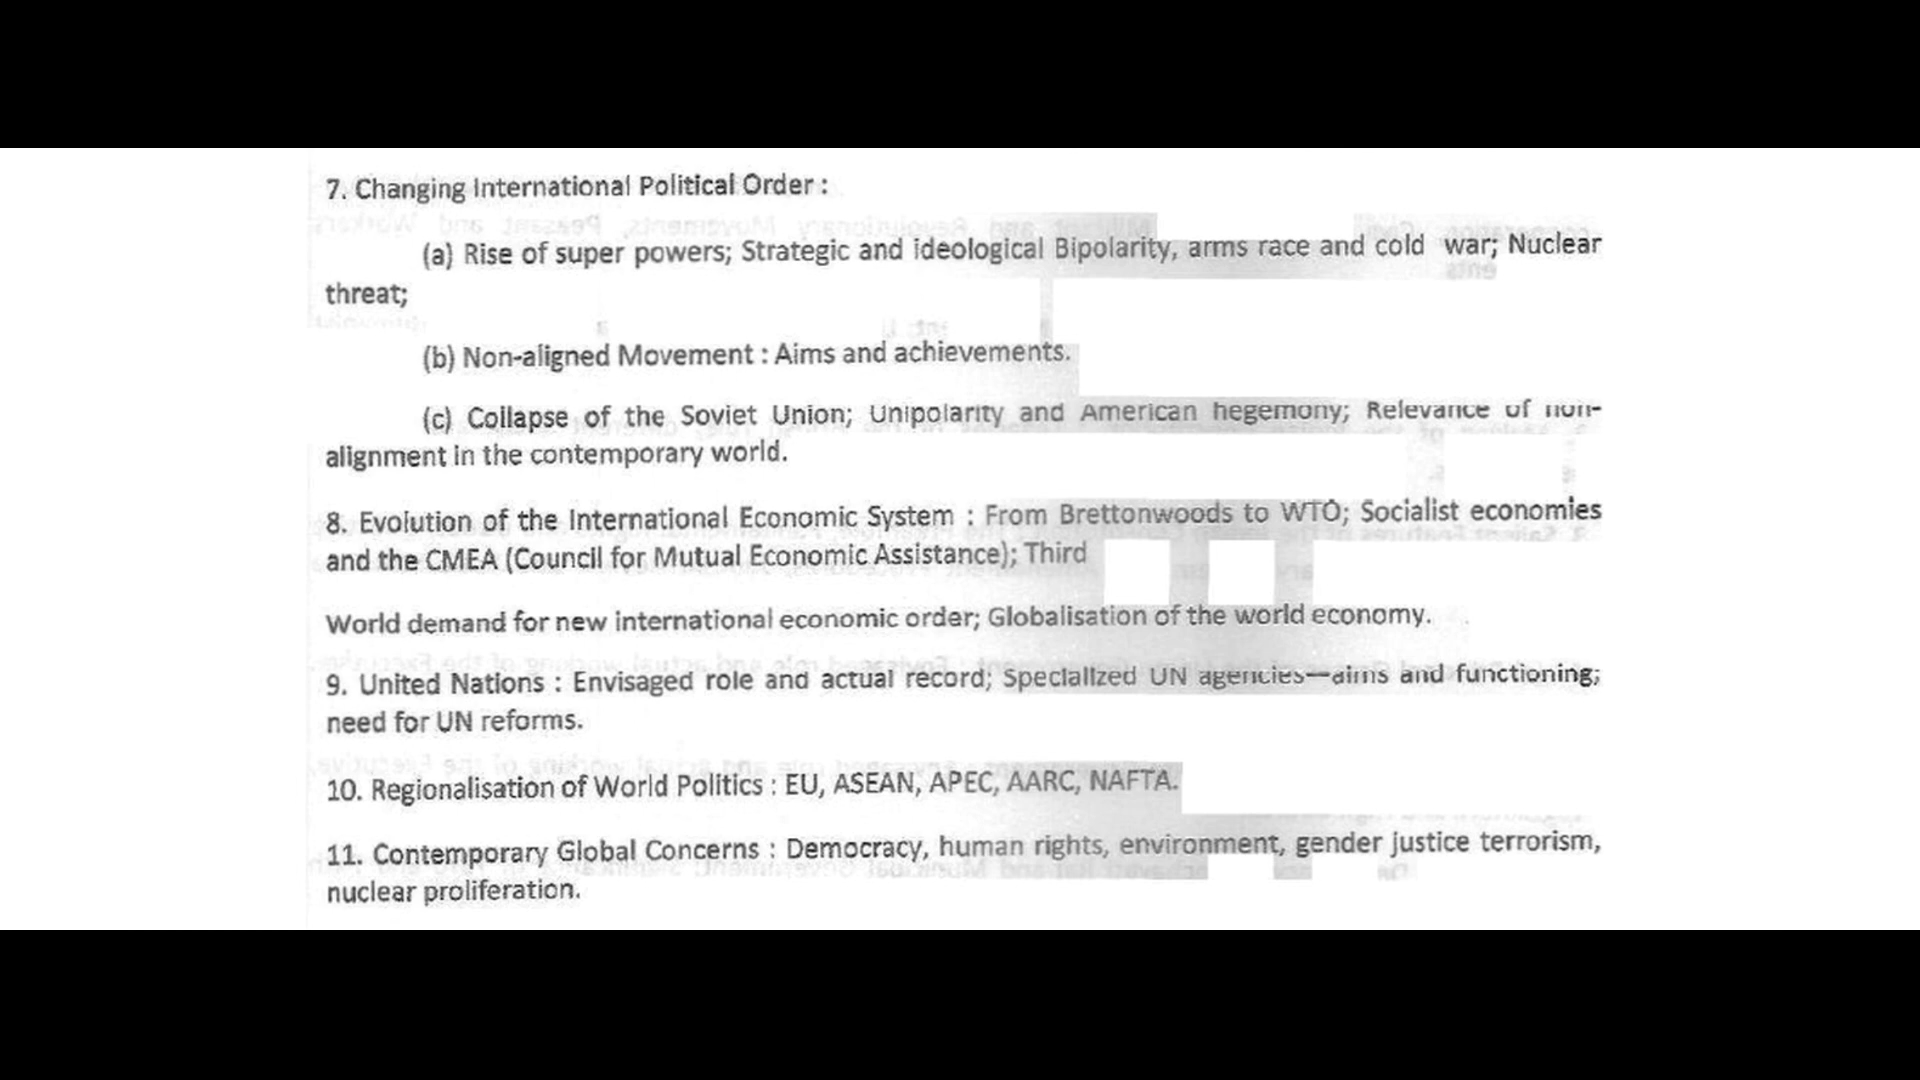 7. Changing International Political Order :
(a) Rise of super powers; Strategic and ideological Bipolarity, arms race and cold war; Nuclear
threat;
(b) Non-aligned Movement : Aims and achievements.
(c) Collapse of the Soviet Union; Unipolarity and American hegemony; Relevance of non-
alignment in the contemporary world.
8. Evolution of the International Economic System : From Brettonwoods to WTO; Socialist economies
and the CMEA (Council for Mutual Economic Assistance); Third
World demand for new international economic order; Globalisation of the world economy.
9. United Nations : Envisaged role and actual record; Specialized UN agencies—aims and functioning;
need for UN reforms.
10. Regionalisation of World Politics : EU, ASEAN, APEC, AARC, NAFTA.
11. Contemporary Global Concerns : Democracy, human rights, environment, gender justice terrorism,
nuclear proliferation.